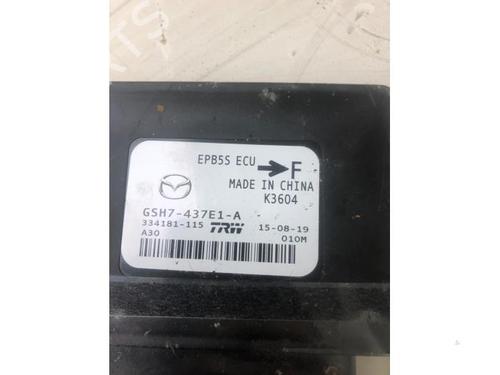 EPB5S ECU → F
MADE IN CHINA
K3604
GSH7-437E1-A
334181-115 TRW 15-08-19
A30 010M